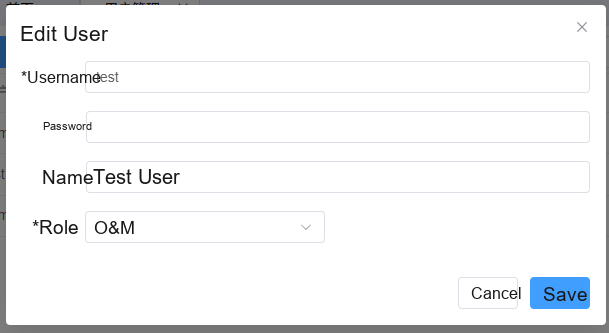 Edit User
*Username test
Password
Name Test User
*Role O&M
Cancel Save